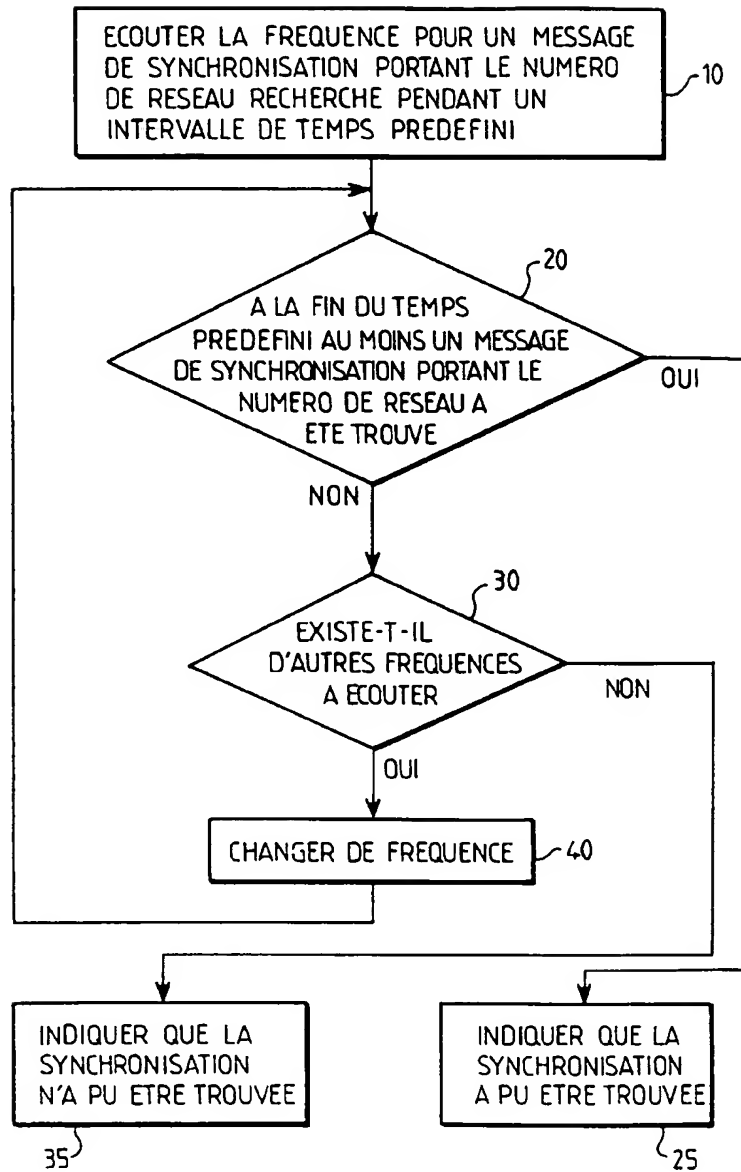 ECOUTER LA FREQUENCE POUR UN MESSAGE
DE SYNCHRONISATION PORTANT LE NUMERO
DE RESEAU RECHERCHE PENDANT UN
INTERVALLE DE TEMPS PREDEFINI
10
20
A LA FIN DU TEMPS
PREDEFINI AU MOINS UN MESSAGE
DE SYNCHRONISATION PORTANT LE
NUMERO DE RESEAU A
ETE TROUVE
OUI
NON
30
EXISTE-T-IL
D'AUTRES FREQUENCES
A ECOUTER
NON
OUI
CHANGER DE FREQUENCE
40
INDIQUER QUE LA
SYNCHRONISATION
N'A PU ETRE TROUVEE
35
INDIQUER QUE LA
SYNCHRONISATION
A PU ETRE TROUVEE
25